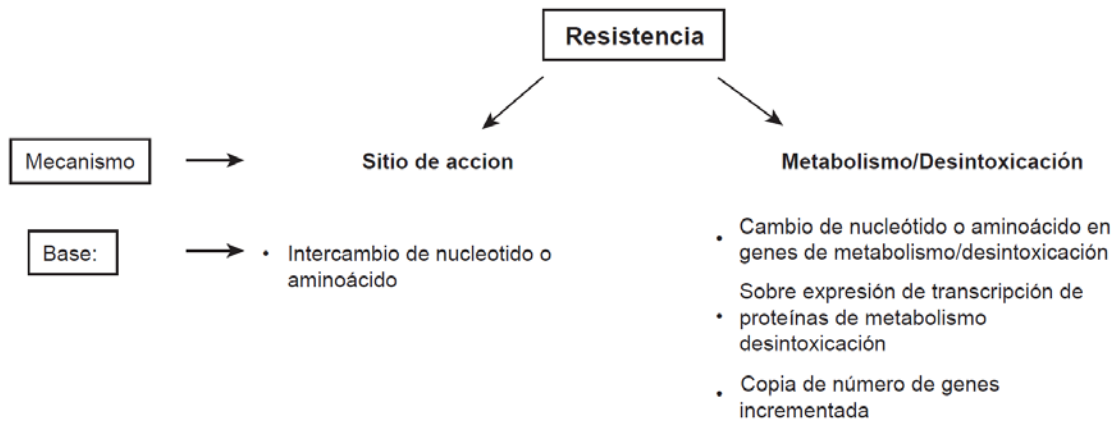 Resistencia
Mecanismo
Sitio de accion
Metabolismo/Desintoxicación
Base:
• Intercambio de nucleotido o
aminoácido
• Cambio de nucleótido o aminoácido en
genes de metabolismo/desintoxicación
Sobre expresión de transcripción de
• proteínas de metabolismo
desintoxicación
• Copia de número de genes
incrementada